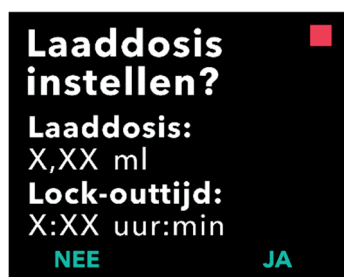 Laaddosis
instellen?
Laaddosis:
X,XX ml
Lock-outtijd:
X:XX uur:min
NEE JA